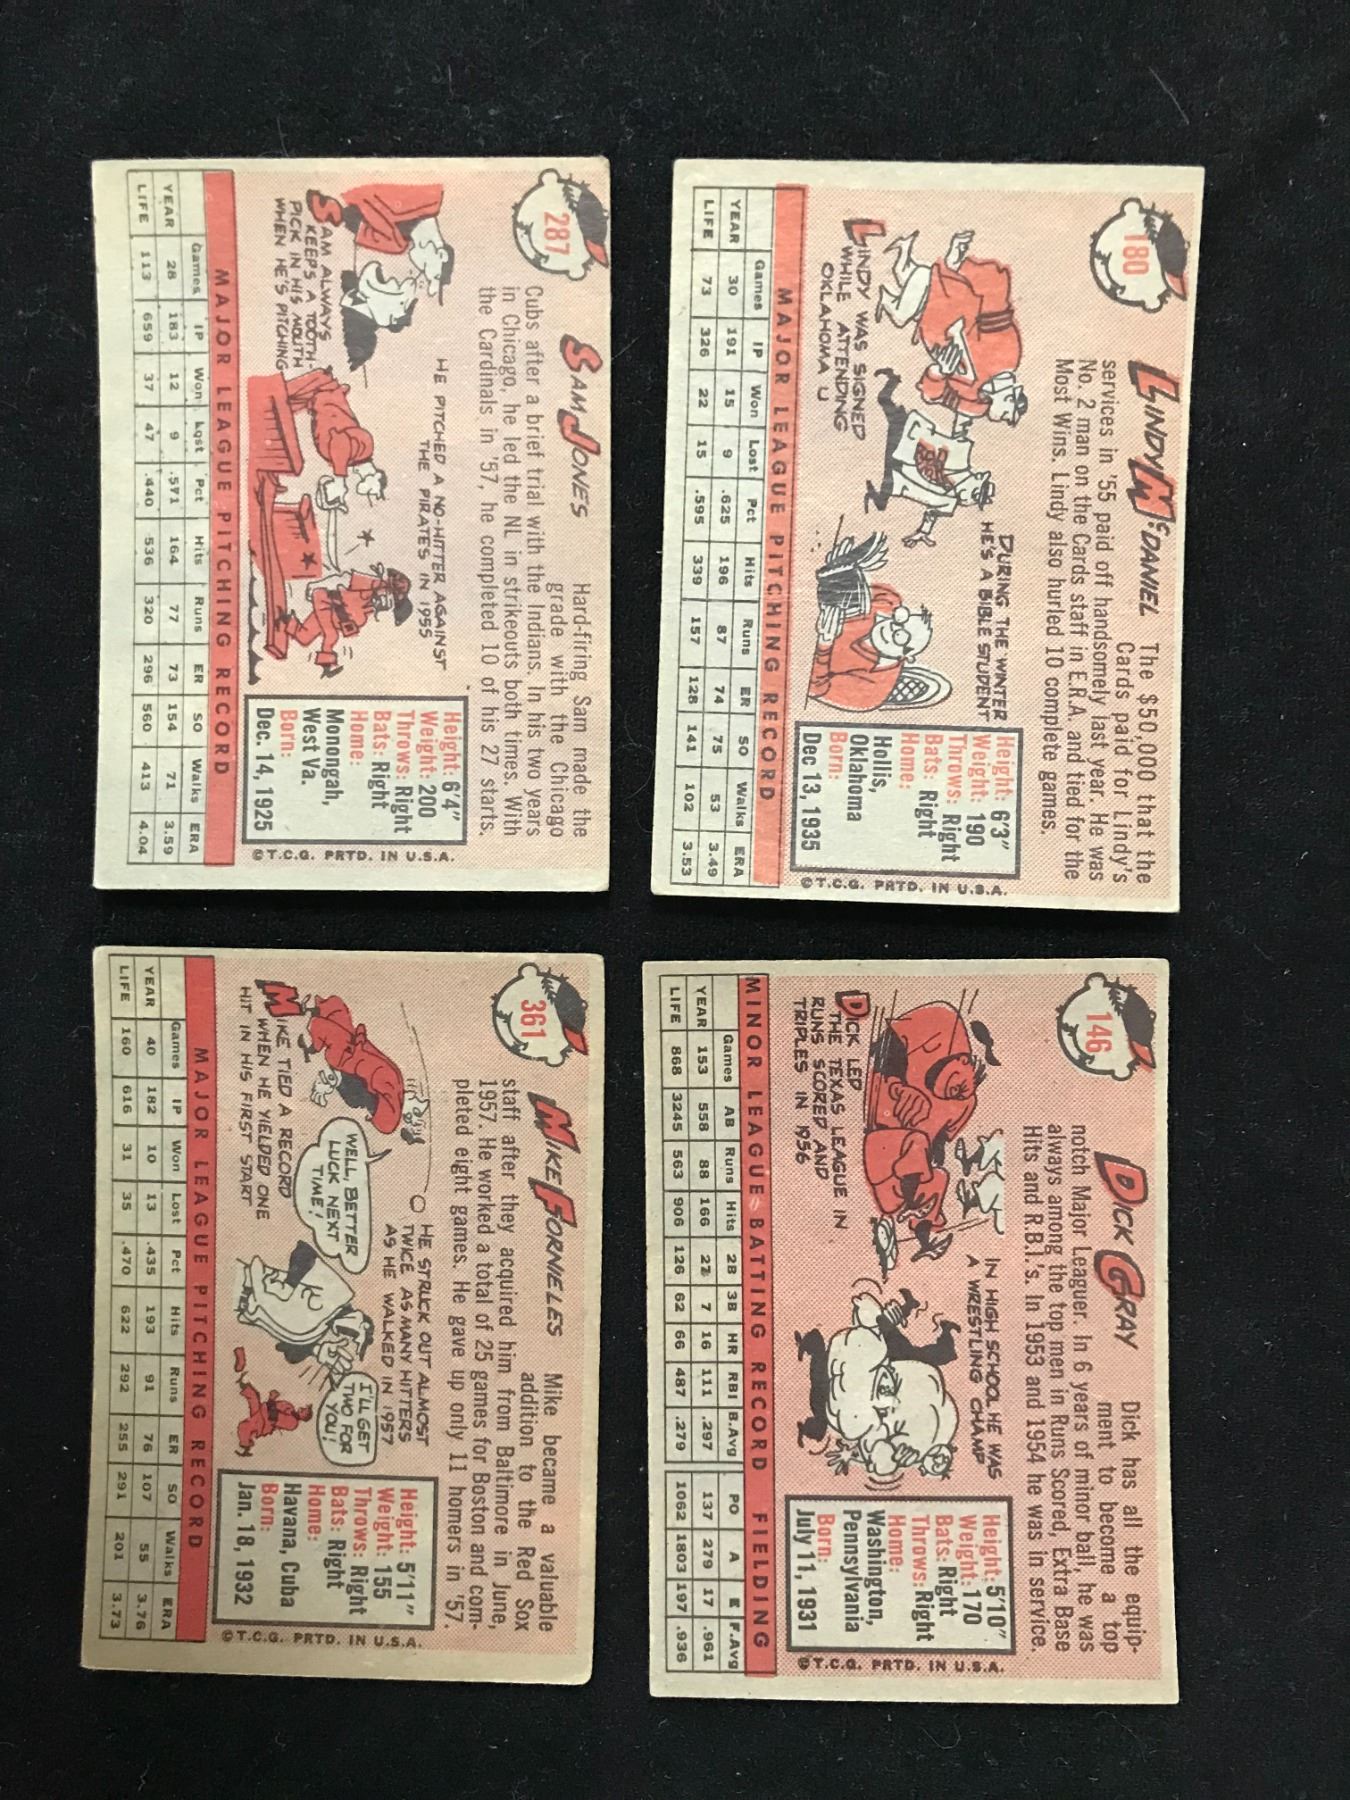 287
SAM JONES
Hard-firing Sam made the
grade with the Chicago
Cubs after a brief trial with the Indians. In his two years
in Chicago, he led the NL in strikeouts both times. With
the Cardinals in '57, he completed 10 of his 27 starts.
HE PITCHED A NO-HITTER AGAINST
THE PIRATES IN 1955
SAM ALWAYS
KEEPS A TOOTH-
PICK IN HIS MOUTH
WHEN HE'S PITCHING
Height: 6'4"
Weight: 200
Throws: Right
Bats: Right
Home:
Monongah,
West Va.
Born:
Dec. 14, 1925
©T.C.G. PRTD. IN U.S.A.
MAJOR LEAGUE PITCHING RECORD
Games IP Won Lost Pct Hits Runs ER SO Walks ERA
YEAR 28 183 12 9 .571 164 77 73 154 71 3.59
LIFE 113 659 37 47 .440 536 320 296 560 413 4.04
180
LINDY McDANIEL
The $50,000 that the
Cards paid for Lindy's
services in '55 paid off handsomely last year. He was
No. 2 man on the Cards staff in E.R.A. and tied for the
Most Wins. Lindy also hurled 10 complete games.
DURING THE WINTER
HE'S A BIBLE STUDENT
LINDY WAS SIGNED
WHILE ATTENDING
OKLAHOMA U
Height: 6'3"
Weight: 190
Throws: Right
Bats: Right
Home:
Hollis,
Oklahoma
Born:
Dec 13, 1935
©T.C.G. PRTD. IN U.S.A.
MAJOR LEAGUE PITCHING RECORD
Games IP Won Lost Pct Hits Runs ER SO Walks ERA
YEAR 30 191 15 9 .625 196 87 74 75 53 3.49
LIFE 73 326 22 15 .595 339 157 128 141 102 3.53
361
MIKE FORNIELES
Mike became a valuable
addition to the Red Sox
staff after they acquired him from Baltimore in June,
1957. He worked a total of 25 games for Boston and com-
pleted eight games. He gave up only 11 homers in '57.
HE STRUCK OUT ALMOST
TWICE AS MANY HITTERS
AS HE WALKED IN 1957
WELL, BETTER
LUCK NEXT
TIME!
I'LL GET
TWO FOR
YOU!
MIKE TIED A RECORD
WHEN HE YIELDED ONE
HIT IN HIS FIRST START
Height: 5'11"
Weight: 155
Throws: Right
Bats: Right
Home:
Havana, Cuba
Born:
Jan. 18, 1932
©T.C.G. PRTD. IN U.S.A.
MAJOR LEAGUE PITCHING RECORD
Games IP Won Lost Pct Hits Runs ER SO Walks ERA
YEAR 40 182 10 13 .435 193 91 76 107 55 3.76
LIFE 160 616 31 35 .470 622 292 255 291 201 3.73
146
DICK GRAY
Dick has all the equip-
ment to become a top
notch Major Leaguer. In 6 years of minor ball, he was
always among the top men in Runs Scored, Extra Base
Hits and R.B.I.'s. In 1953 and 1954 he was in service.
IN HIGH SCHOOL HE WAS
A WRESTLING CHAMP
DICK LED
THE TEXAS LEAGUE IN
RUNS SCORED AND
TRIPLES IN 1956
Height: 5'10"
Weight: 170
Bats: Right
Throws: Right
Home:
Washington,
Pennsylvania
Born:
July 11, 1931
©T.C.G. PRTD. IN U.S.A.
MINOR LEAGUE BATTING RECORD FIELDING
Games AB Runs Hits 2B 3B HR RBI B.Avg PO A E F.Avg
YEAR 153 558 88 166 27 7 16 111 .297 137 279 17 .961
LIFE 868 3245 563 906 126 62 66 487 .279 1062 1803 197 .936